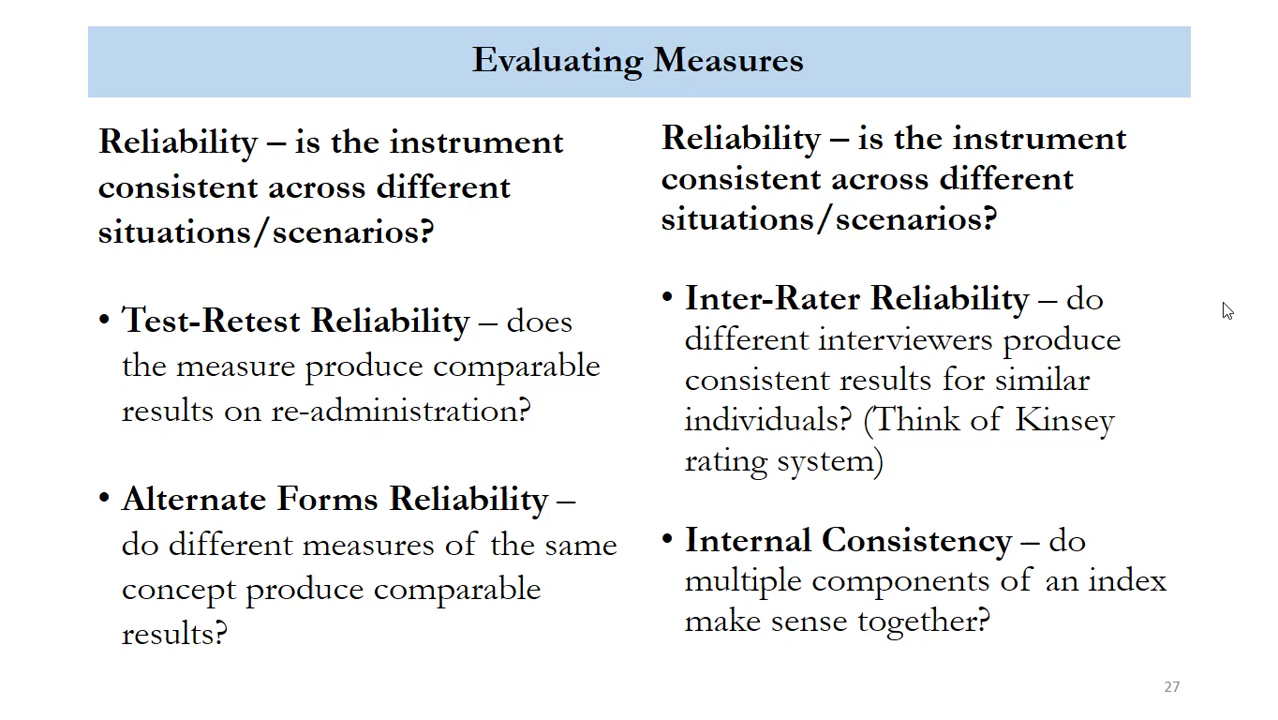 Evaluating Measures
Reliability – is the instrument
consistent across different
situations/scenarios?
• Test-Retest Reliability – does
the measure produce comparable
results on re-administration?
• Alternate Forms Reliability –
do different measures of the same
concept produce comparable
results?
Reliability – is the instrument
consistent across different
situations/scenarios?
• Inter-Rater Reliability – do
different interviewers produce
consistent results for similar
individuals? (Think of Kinsey
rating system)
• Internal Consistency – do
multiple components of an index
make sense together?
27